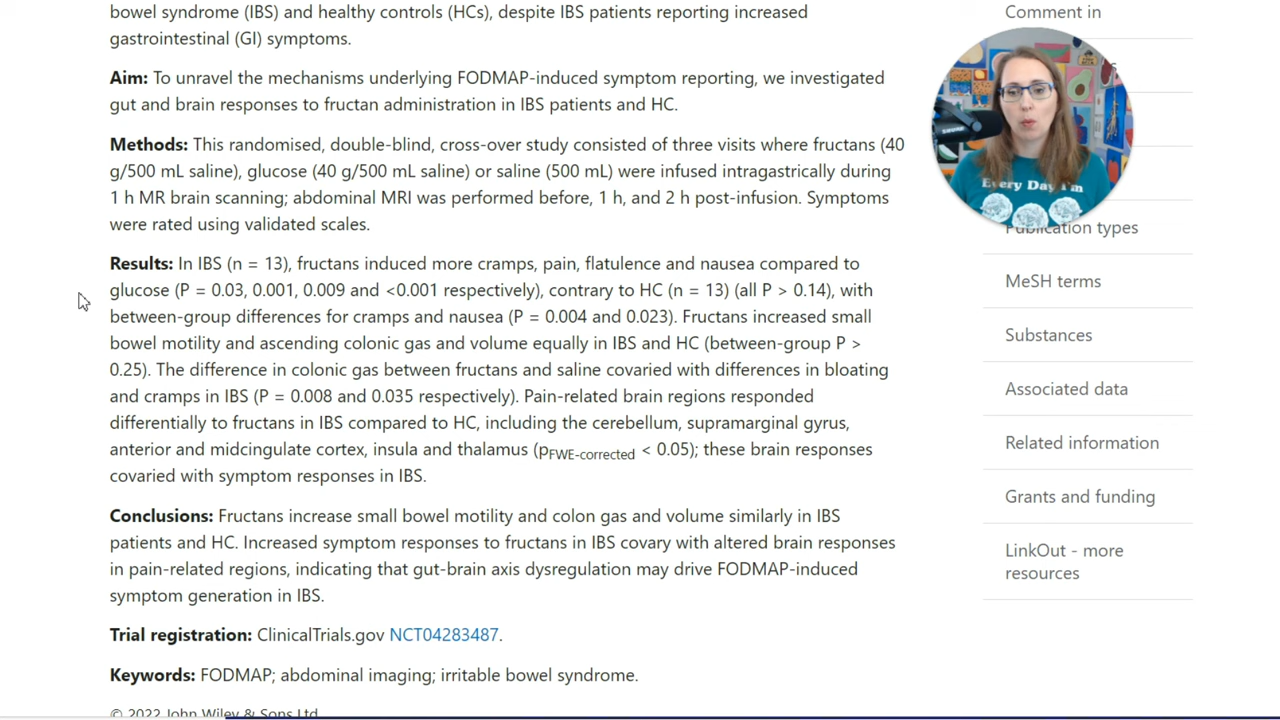 bowel syndrome (IBS) and healthy controls (HCs), despite IBS patients reporting increased
gastrointestinal (GI) symptoms.
Aim: To unravel the mechanisms underlying FODMAP-induced symptom reporting, we investigated
gut and brain responses to fructan administration in IBS patients and HC.
Methods: This randomised, double-blind, cross-over study consisted of three visits where fructans (40
g/500 mL saline), glucose (40 g/500 mL saline) or saline (500 mL) were infused intragastrically during
1 h MR brain scanning; abdominal MRI was performed before, 1 h, and 2 h post-infusion. Symptoms
were rated using validated scales.
Results: In IBS (n = 13), fructans induced more cramps, pain, flatulence and nausea compared to
glucose (P = 0.03, 0.001, 0.009 and <0.001 respectively), contrary to HC (n = 13) (all P > 0.14), with
between-group differences for cramps and nausea (P = 0.004 and 0.023). Fructans increased small
bowel motility and ascending colonic gas and volume equally in IBS and HC (between-group P >
0.25). The difference in colonic gas between fructans and saline covaried with differences in bloating
and cramps in IBS (P = 0.008 and 0.035 respectively). Pain-related brain regions responded
differentially to fructans in IBS compared to HC, including the cerebellum, supramarginal gyrus,
anterior and midcingulate cortex, insula and thalamus (pFWE-corrected < 0.05); these brain responses
covaried with symptom responses in IBS.
Conclusions: Fructans increase small bowel motility and colon gas and volume similarly in IBS
patients and HC. Increased symptom responses to fructans in IBS covary with altered brain responses
in pain-related regions, indicating that gut-brain axis dysregulation may drive FODMAP-induced
symptom generation in IBS.
Trial registration: ClinicalTrials.gov NCT04283487.
Keywords: FODMAP; abdominal imaging; irritable bowel syndrome.
© 2022 John Wiley & Sons Ltd.
Comment in
SHURE
Every Day I'm
Publication types
MeSH terms
Substances
Associated data
Related information
Grants and funding
LinkOut - more
resources